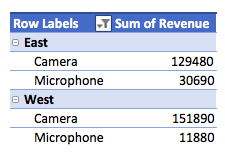 Row Labels Sum of Revenue
East
Camera 129480
Microphone 30690
West
Camera 151890
Microphone 11880